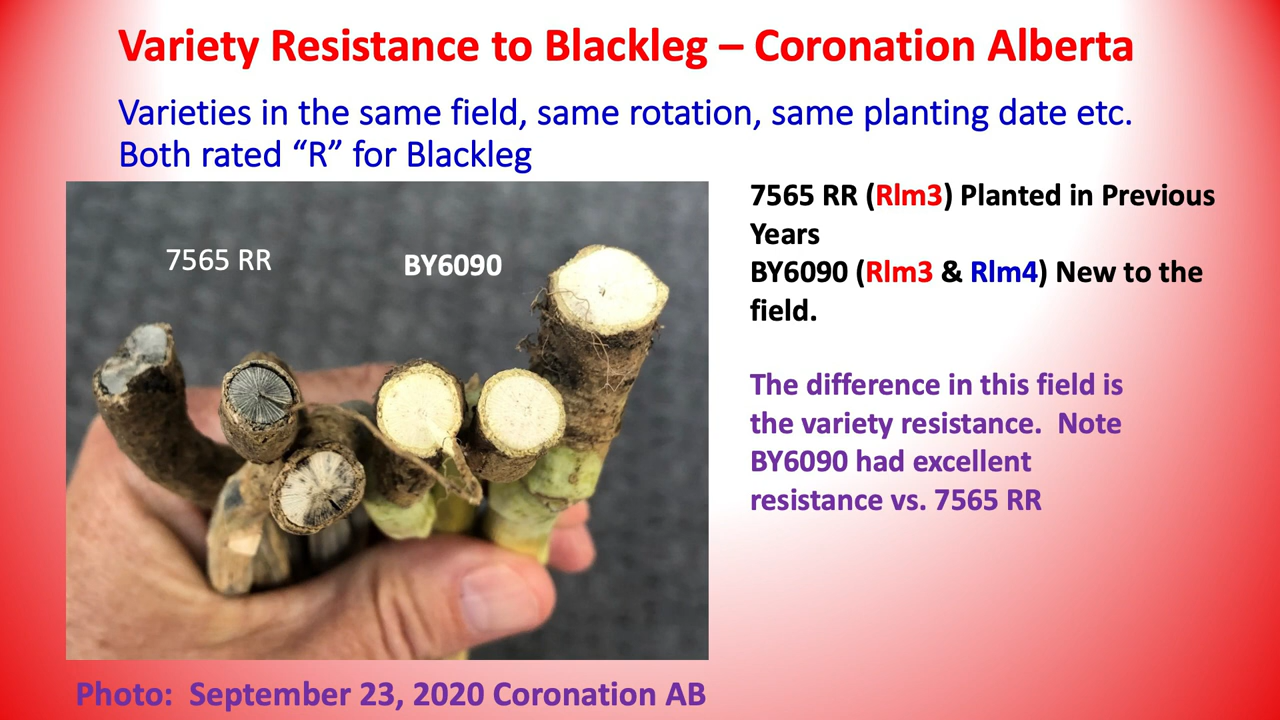 Variety Resistance to Blackleg – Coronation Alberta
Varieties in the same field, same rotation, same planting date etc.
Both rated “R” for Blackleg
7565 RR
BY6090
7565 RR (Rlm3) Planted in Previous
Years
BY6090 (Rlm3 & Rlm4) New to the
field.
The difference in this field is
the variety resistance.  Note
BY6090 had excellent
resistance vs. 7565 RR
Photo:  September 23, 2020 Coronation AB